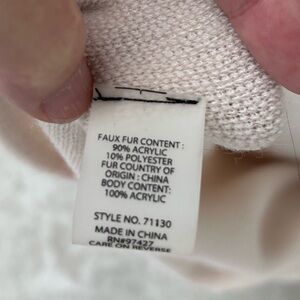 FAUX FUR CONTENT :
90% ACRYLIC
10% POLYESTER
FUR COUNTRY OF
ORIGIN : CHINA
BODY CONTENT:
100% ACRYLIC
STYLE NO. 71130
MADE IN CHINA
RN#97427
CARE ON REVERSE